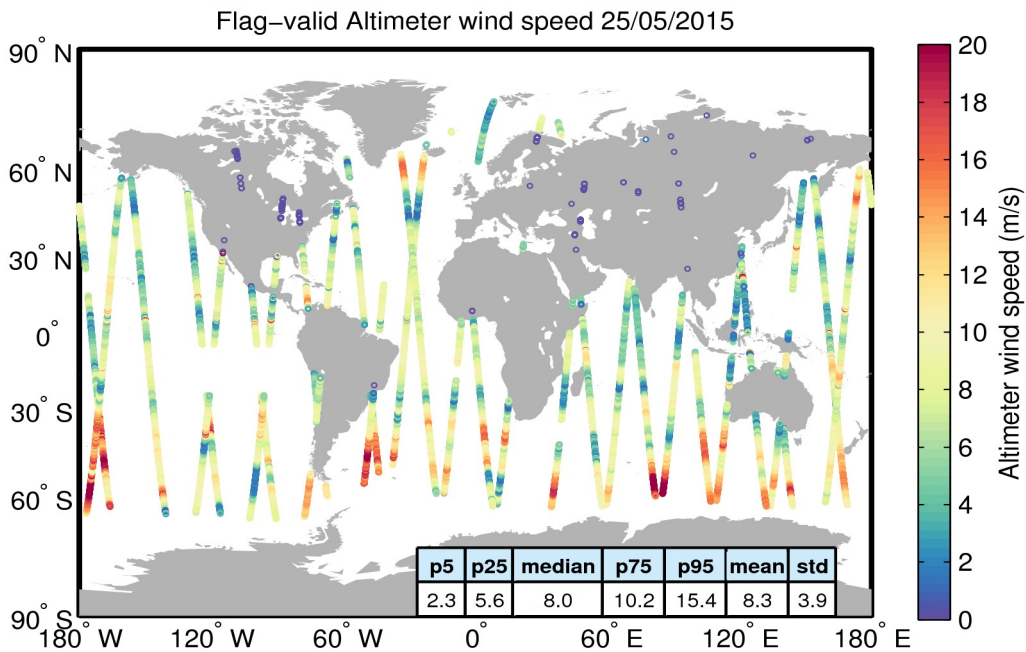 Flag−valid Altimeter wind speed 25/05/2015
90° N
60° N
30° N
0°
30° S
60° S
90° S
180° W
120° W
60° W
0°
60° E
120° E
180° E
p5 p25 median p75 p95 mean std
2.3 5.6 8.0 10.2 15.4 8.3 3.9
20
18
16
14
12
10
8
6
4
2
0
Altimeter wind speed (m/s)